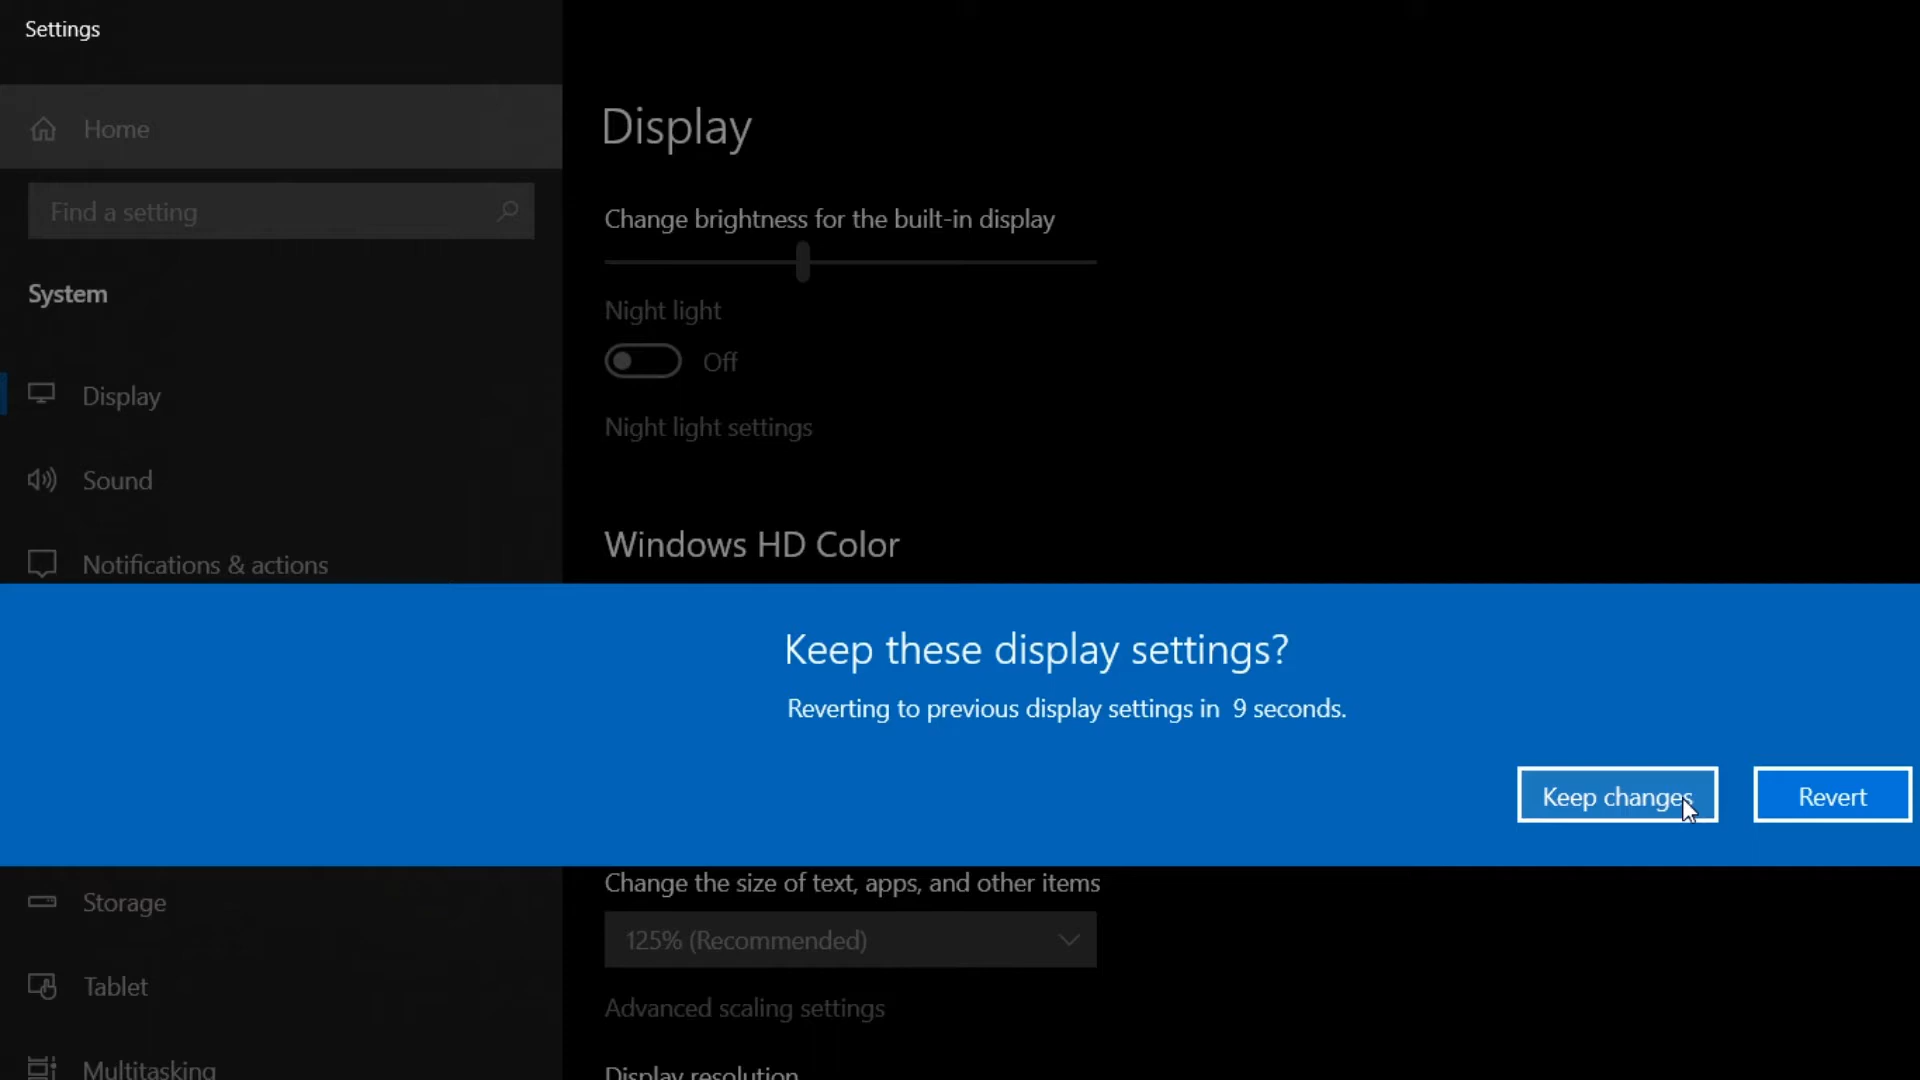 Settings
Home
Find a setting
System
Display
Sound
Notifications & actions
Storage
Tablet
Multitasking
Display
Change brightness for the built-in display
Night light
Off
Night light settings
Windows HD Color
Keep these display settings?
Reverting to previous display settings in 9 seconds.
Keep changes
Revert
Change the size of text, apps, and other items
125% (Recommended)
Advanced scaling settings
Display resolution